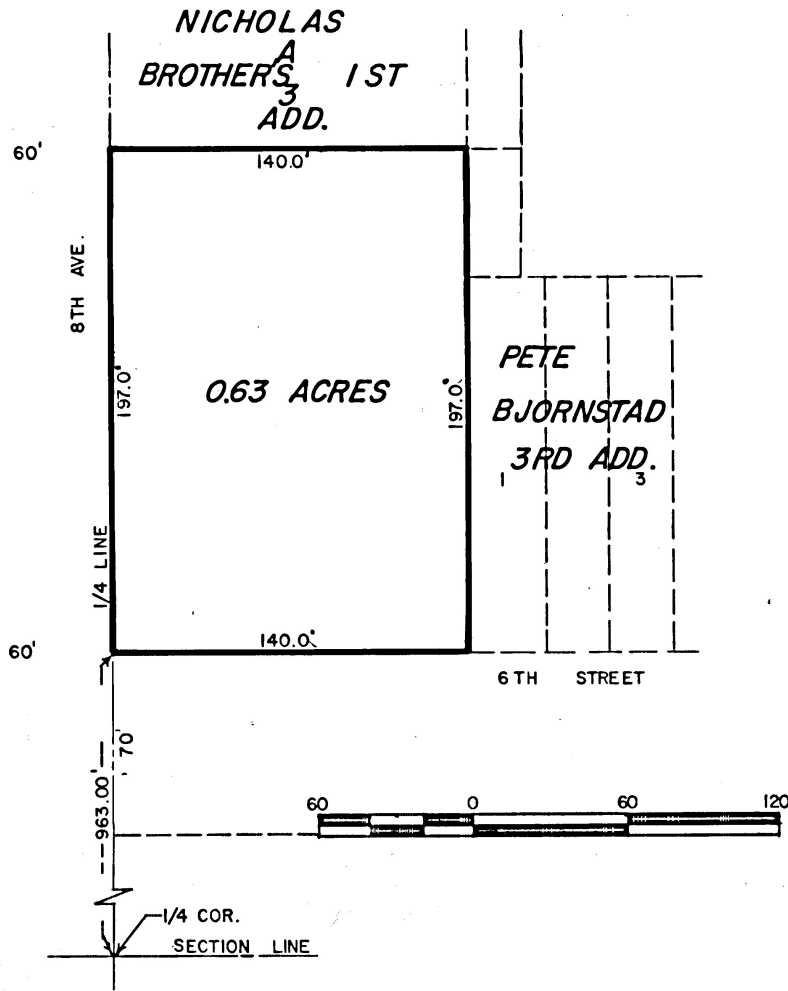 NICHOLAS
A
BROTHERS 1ST
3
ADD.
60'
140.0'
8TH AVE.
197.0'
0.63 ACRES
197.0'
PETE
BJORNSTAD
3RD ADD.
1 3
1/4 LINE
60'
140.0'
6TH STREET
70'
963.00'
60 0 60 120
1/4 COR.
SECTION LINE